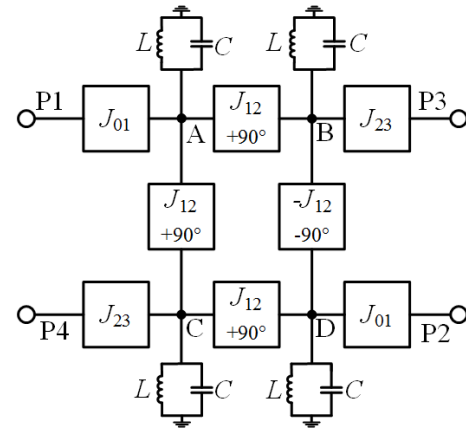 L C L C
P1 J₀₁ A J₁₂ +90° B J₂₃ P3
J₁₂ +90° -J₁₂ -90°
P4 J₂₃ C J₁₂ +90° D J₀₁ P2
L C L C